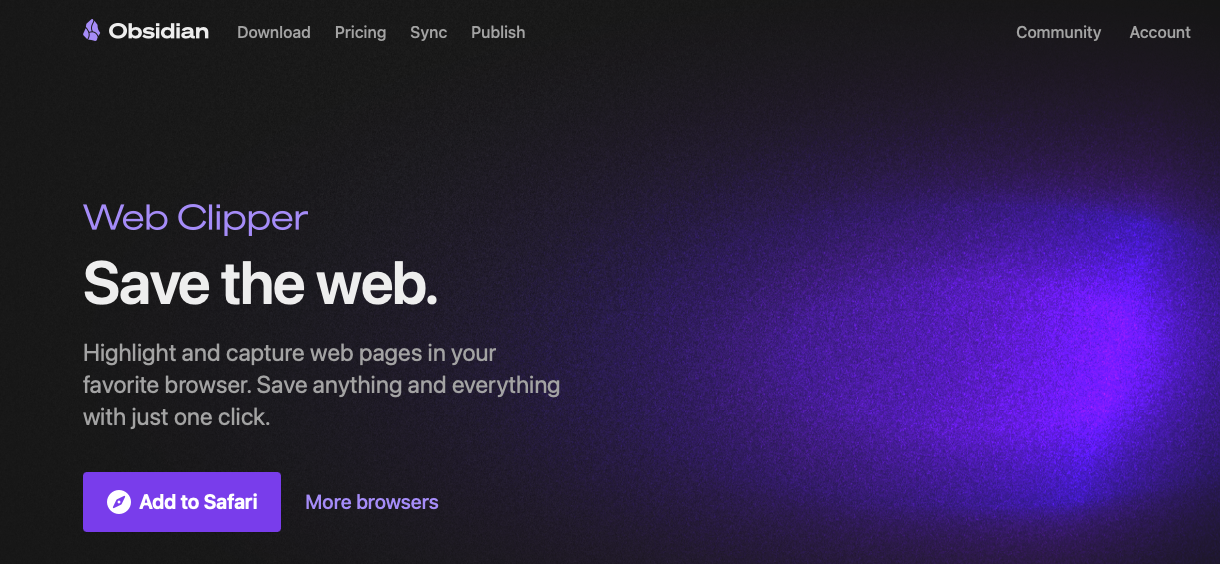 Obsidian Download Pricing Sync Publish Community Account
Web Clipper
Save the web.
Highlight and capture web pages in your
favorite browser. Save anything and everything
with just one click.
Add to Safari More browsers